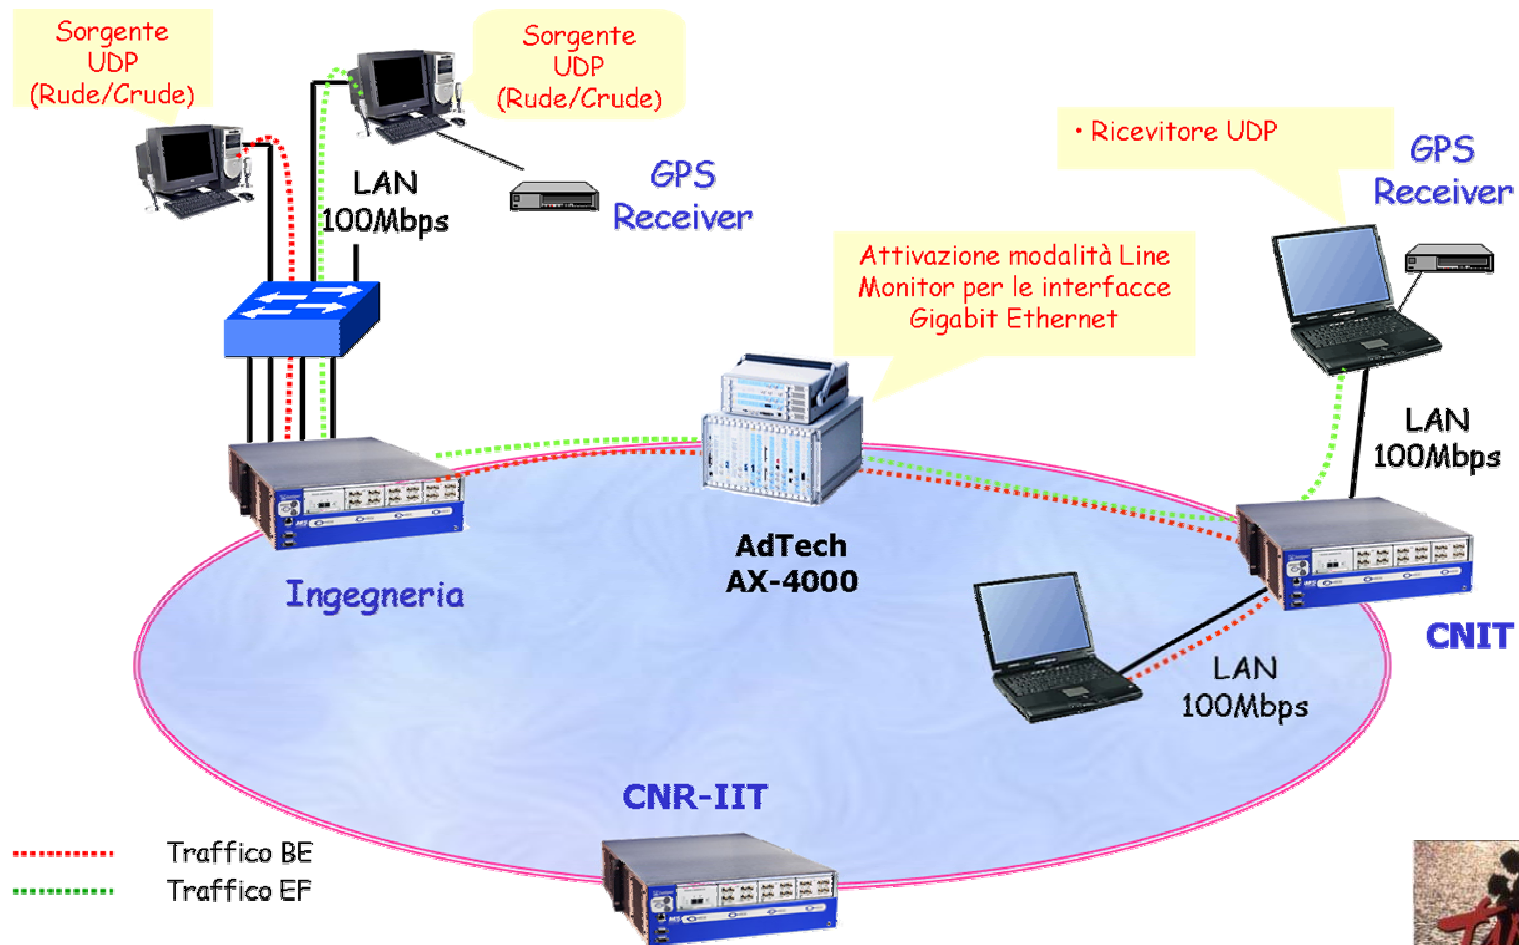 Sorgente
UDP
(Rude/Crude)
Sorgente
UDP
(Rude/Crude)
• Ricevitore UDP
GPS
Receiver
GPS
Receiver
LAN
100Mbps
Attivazione modalità Line
Monitor per le interfacce
Gigabit Ethernet
LAN
100Mbps
AdTech
AX-4000
Ingegneria
CNIT
LAN
100Mbps
CNR-IIT
Traffico BE
Traffico EF